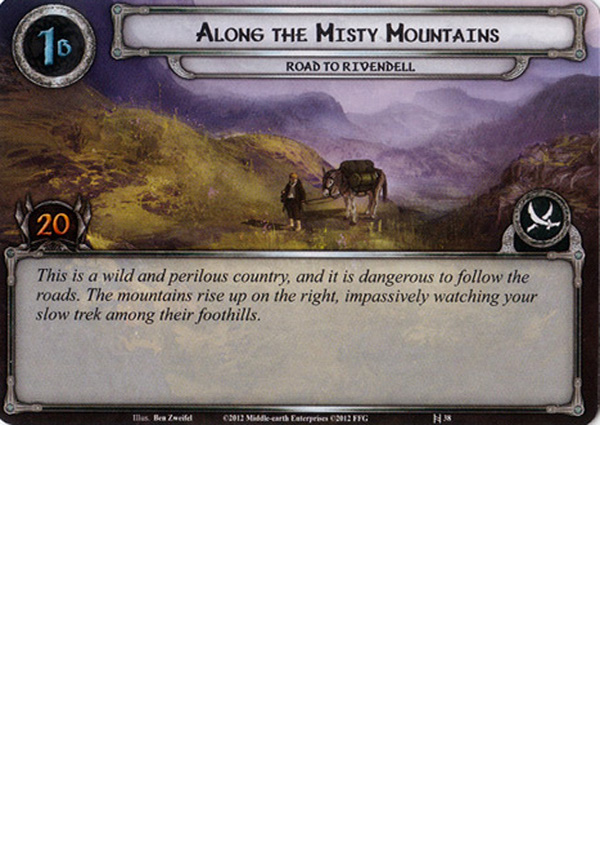 1B
ALONG THE MISTY MOUNTAINS
ROAD TO RIVENDELL
20
This is a wild and perilous country, and it is dangerous to follow the
roads. The mountains rise up on the right, impassively watching your
slow trek among their foothills.
Illus. Ben Zweifel ©2012 Middle-earth Enterprises ©2012 FFG 38